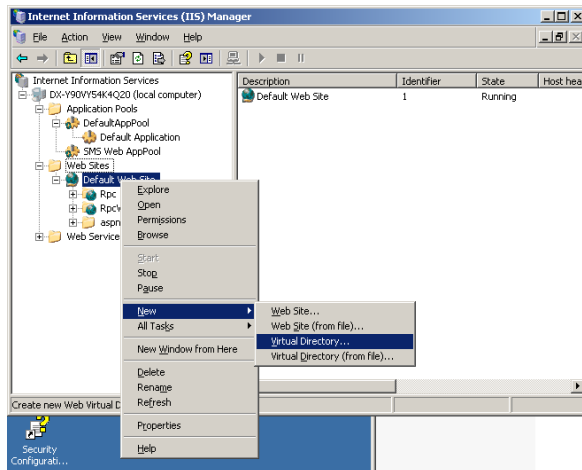 Internet Information Services (IIS) Manager
File Action View Window Help
Internet Information Services
DX-Y90VY54K4Q20 (local computer)
Application Pools
DefaultAppPool
Default Application
SMS Web AppPool
Web Sites
Default Web Site
Rpc
RpcW
aspn
Web Service
Description Identifier State Host hea
Default Web Site 1 Running
Explore
Open
Permissions
Browse
Start
Stop
Pause
New
All Tasks
New Window from Here
Delete
Rename
Refresh
Properties
Help
Web Site...
Web Site (from file)...
Virtual Directory...
Virtual Directory (from file)...
Create new Web Virtual D
Security
Configurati...